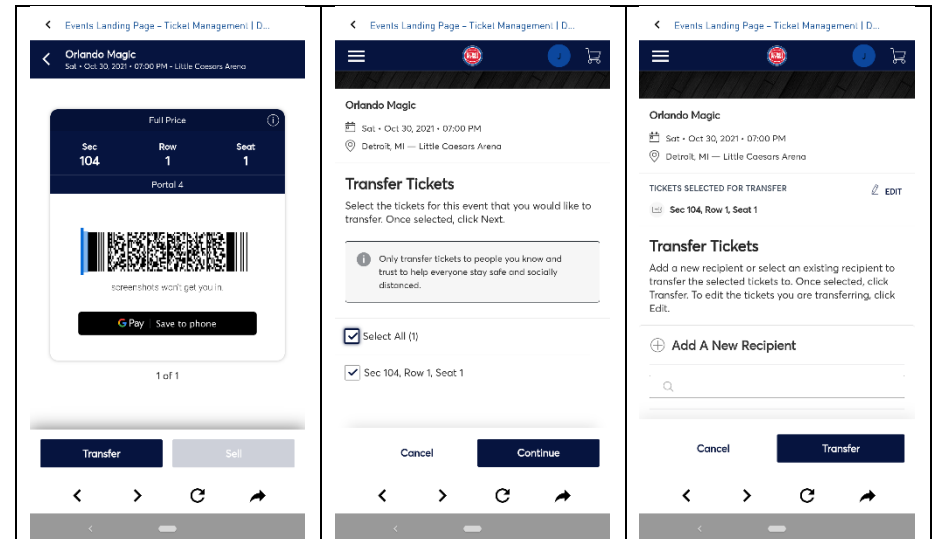 Events Landing Page – Ticket Management | D...
Orlando Magic
Sat • Oct 30, 2021 • 07:00 PM • Little Caesars Arena
Full Price
Sec Row Seat
104 1 1
Portal 4
screenshots won't get you in.
G Pay | Save to phone
1 of 1
Transfer Sell
Events Landing Page – Ticket Management | D...
J
Orlando Magic
Sat • Oct 30, 2021 • 07:00 PM
Detroit, MI — Little Caesars Arena
Transfer Tickets
Select the tickets for this event that you would like to
transfer. Once selected, click Next.
Only transfer tickets to people you know and
trust to help everyone stay safe and socially
distanced.
Select All (1)
Sec 104, Row 1, Seat 1
Cancel Continue
Events Landing Page – Ticket Management | D...
J
Orlando Magic
Sat • Oct 30, 2021 • 07:00 PM
Detroit, MI — Little Caesars Arena
TICKETS SELECTED FOR TRANSFER EDIT
Sec 104, Row 1, Seat 1
Transfer Tickets
Add a new recipient or select an existing recipient to
transfer the selected tickets to. Once selected, click
Transfer. To edit the tickets you are transferring, click
Edit.
Add A New Recipient
Cancel Transfer